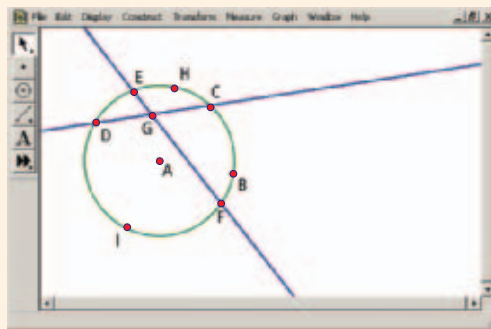 File Edit Display Construct Transform Measure Graph Window Help
E
H
C
D
G
A
B
F
I
A